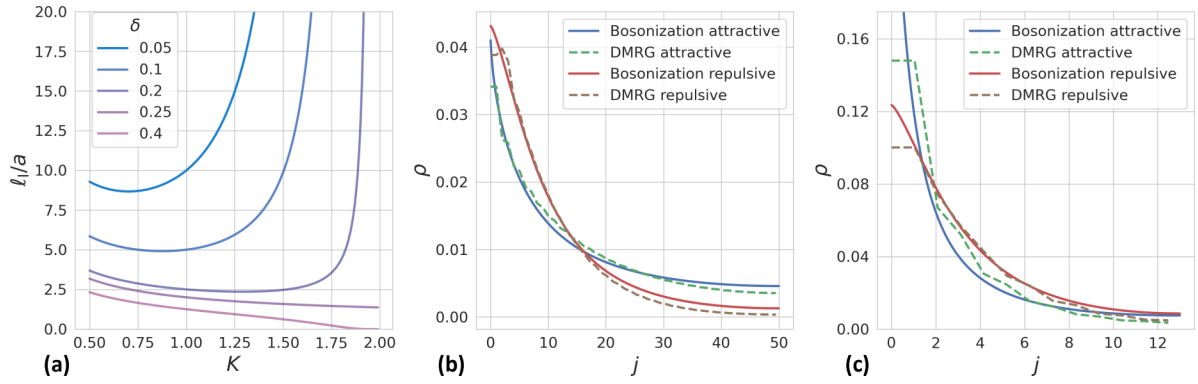 20.0
17.5
15.0
12.5
10.0
7.5
5.0
2.5
0.0
ℓ_l/a
δ
0.05
0.1
0.2
0.25
0.4
0.50 0.75 1.00 1.25 1.50 1.75 2.00
(a)
K
0.04
0.03
0.02
0.01
0.00
ρ
Bosonization attractive
DMRG attractive
Bosonization repulsive
DMRG repulsive
0 10 20 30 40 50
(b)
j
0.16
0.12
0.08
0.04
0.00
ρ
Bosonization attractive
DMRG attractive
Bosonization repulsive
DMRG repulsive
0 2 4 6 8 10 12
(c)
j